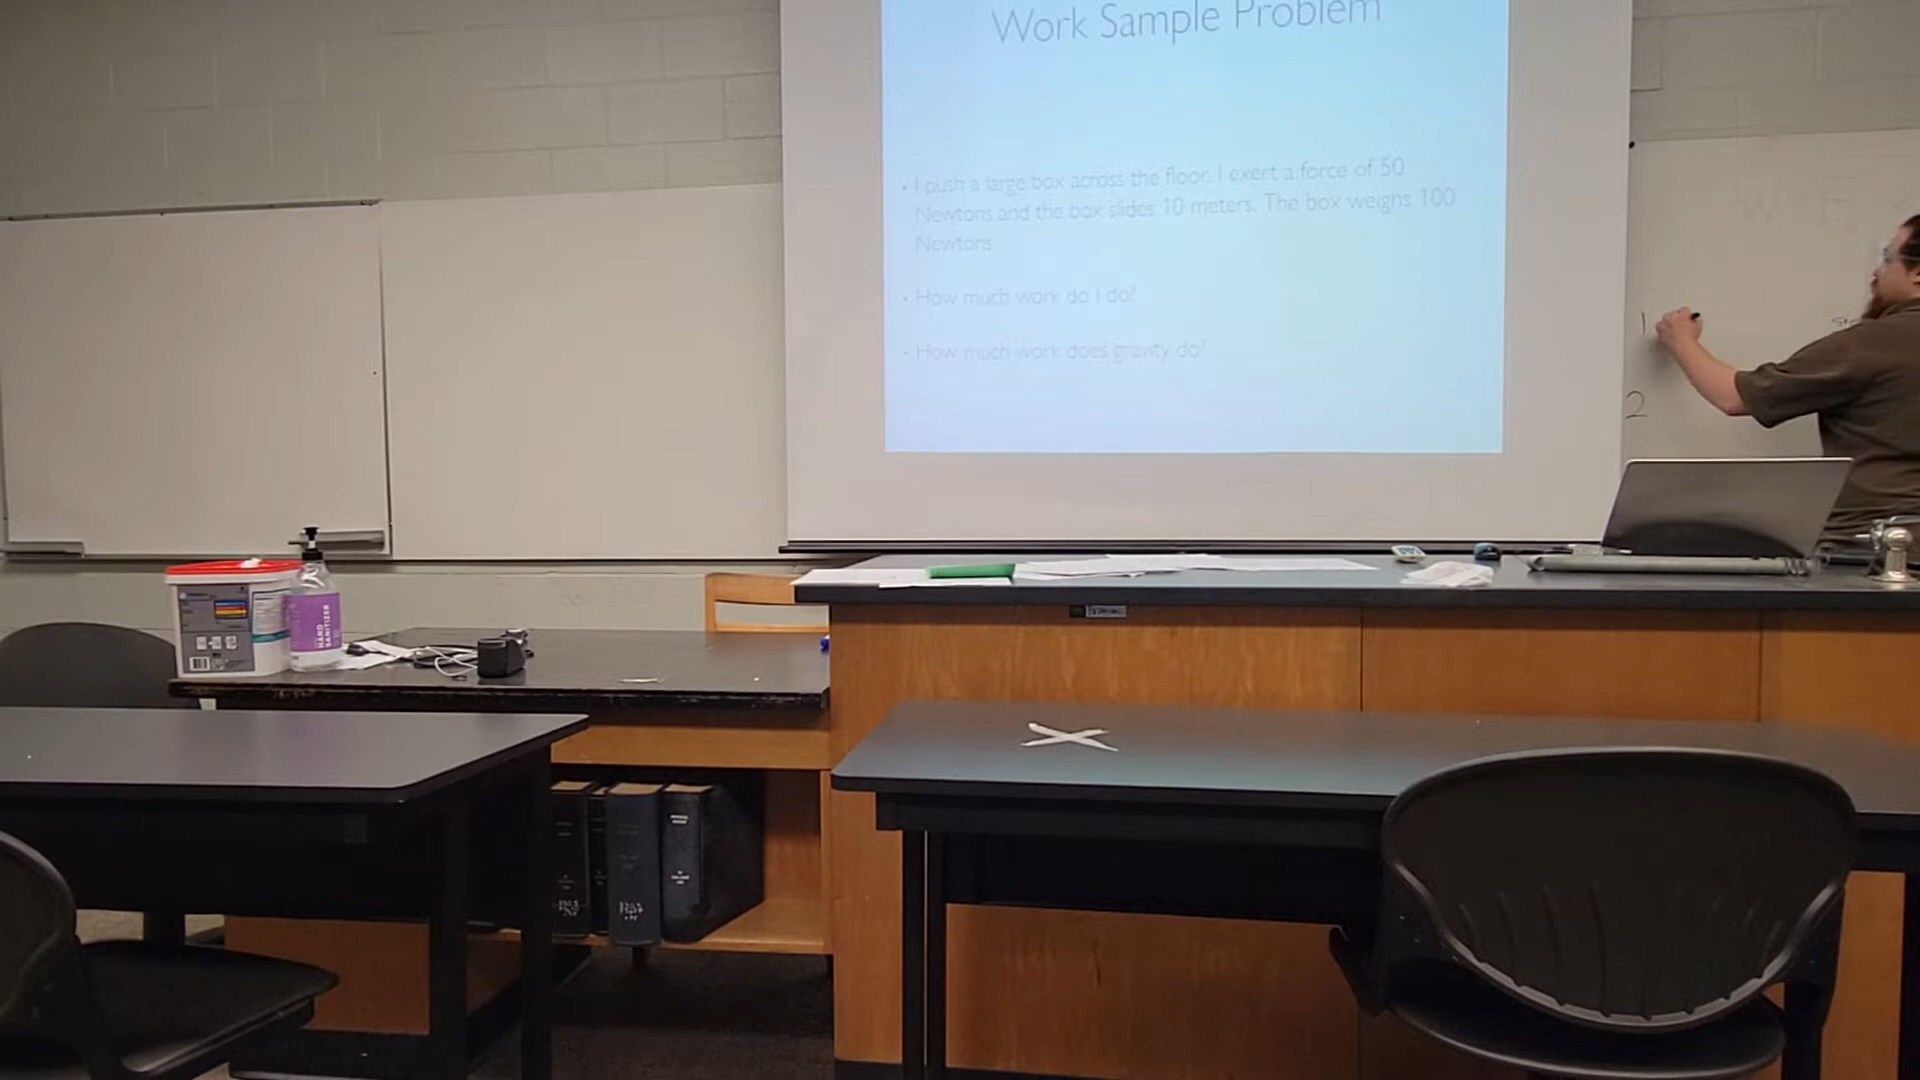 Work Sample Problem
• I push a large box across the floor. I exert a force of 50
Newtons and the box slides 10 meters. The box weighs 100
Newtons
• How much work do I do?
• How much work does gravity do?
W = F
1
2
HAND
SANITIZER